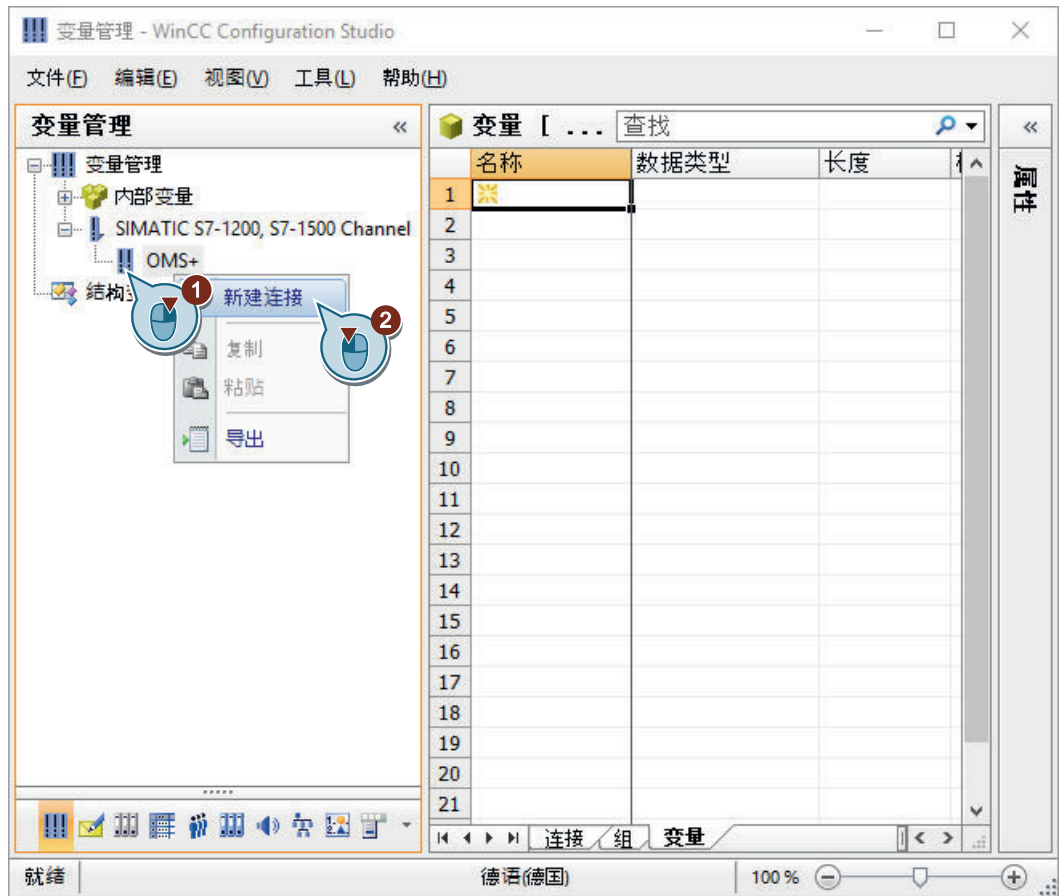 变量管理 - WinCC Configuration Studio
文件(F) 编辑(E) 视图(V) 工具(L) 帮助(H)
变量管理 «
变量管理
内部变量
SIMATIC S7-1200, S7-1500 Channel
OMS+
结构
1
新建连接
2
复制
粘贴
导出
变量 [ ... 查找
«
属性
名称 数据类型 长度
1
2
3
4
5
6
7
8
9
10
11
12
13
14
15
16
17
18
19
20
21
连接 组 变量
就绪 德语(德国) 100 %